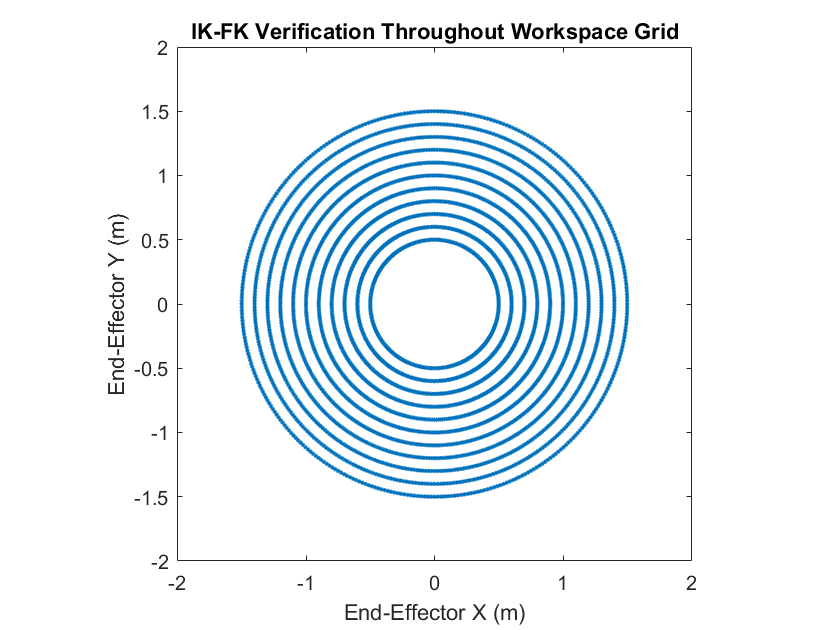 IK-FK Verification Throughout Workspace Grid
2
1.5
1
0.5
0
-0.5
-1
-1.5
-2
End-Effector Y (m)
-2 -1 0 1 2
End-Effector X (m)